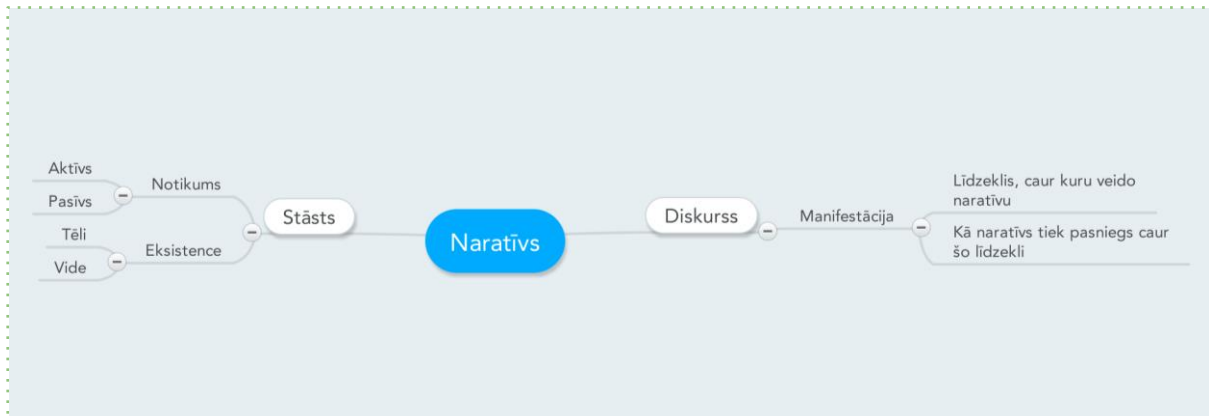 Aktīvs
Pasīvs
Notikums
Tēli
Vide
Eksistence
Stāsts
Naratīvs
Diskurss
Manifestācija
Līdzeklis, caur kuru veido
naratīvu
Kā naratīvs tiek pasniegs caur
šo līdzekli